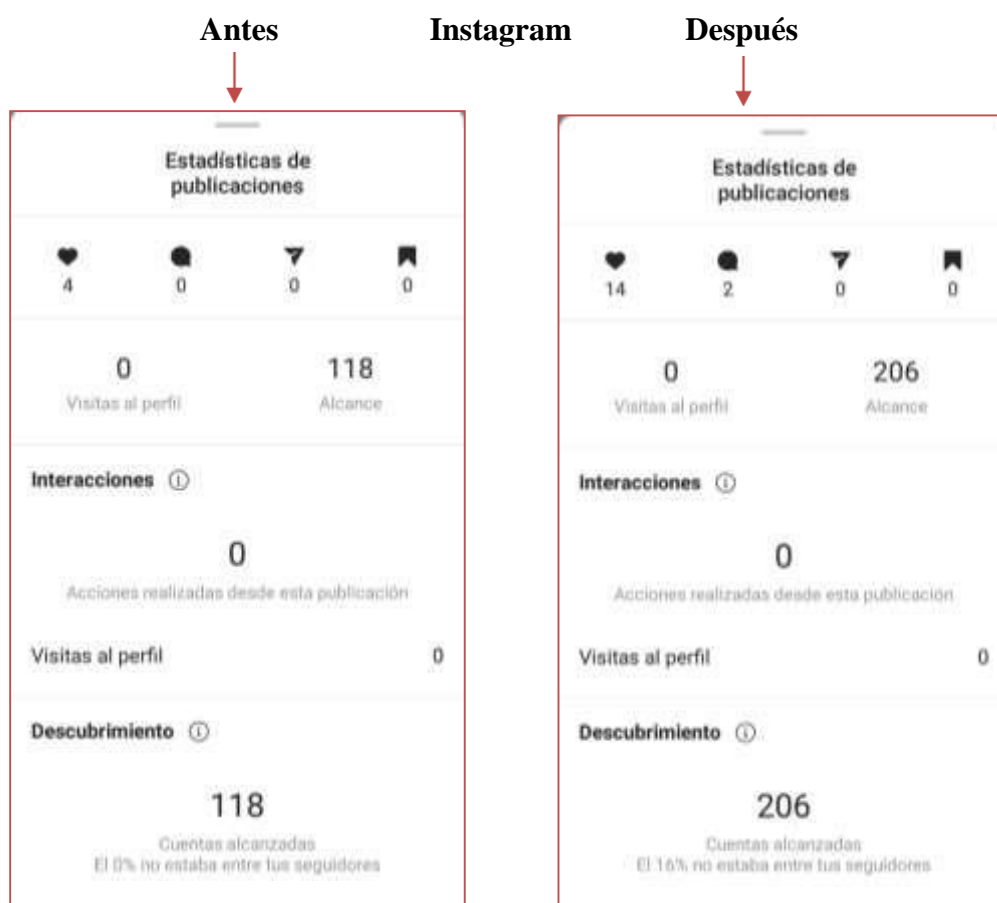 Antes Instagram Después
Estadísticas de
publicaciones
4 0 0 0
0 118
Visitas al perfil Alcance
Interacciones
0
Acciones realizadas desde esta publicación
Visitas al perfil 0
Descubrimiento
118
Cuentas alcanzadas
El 0% no estaba entre tus seguidores
Estadísticas de
publicaciones
14 2 0 0
0 206
Visitas al perfil Alcance
Interacciones
0
Acciones realizadas desde esta publicación
Visitas al perfil 0
Descubrimiento
206
Cuentas alcanzadas
El 16% no estaba entre tus seguidores